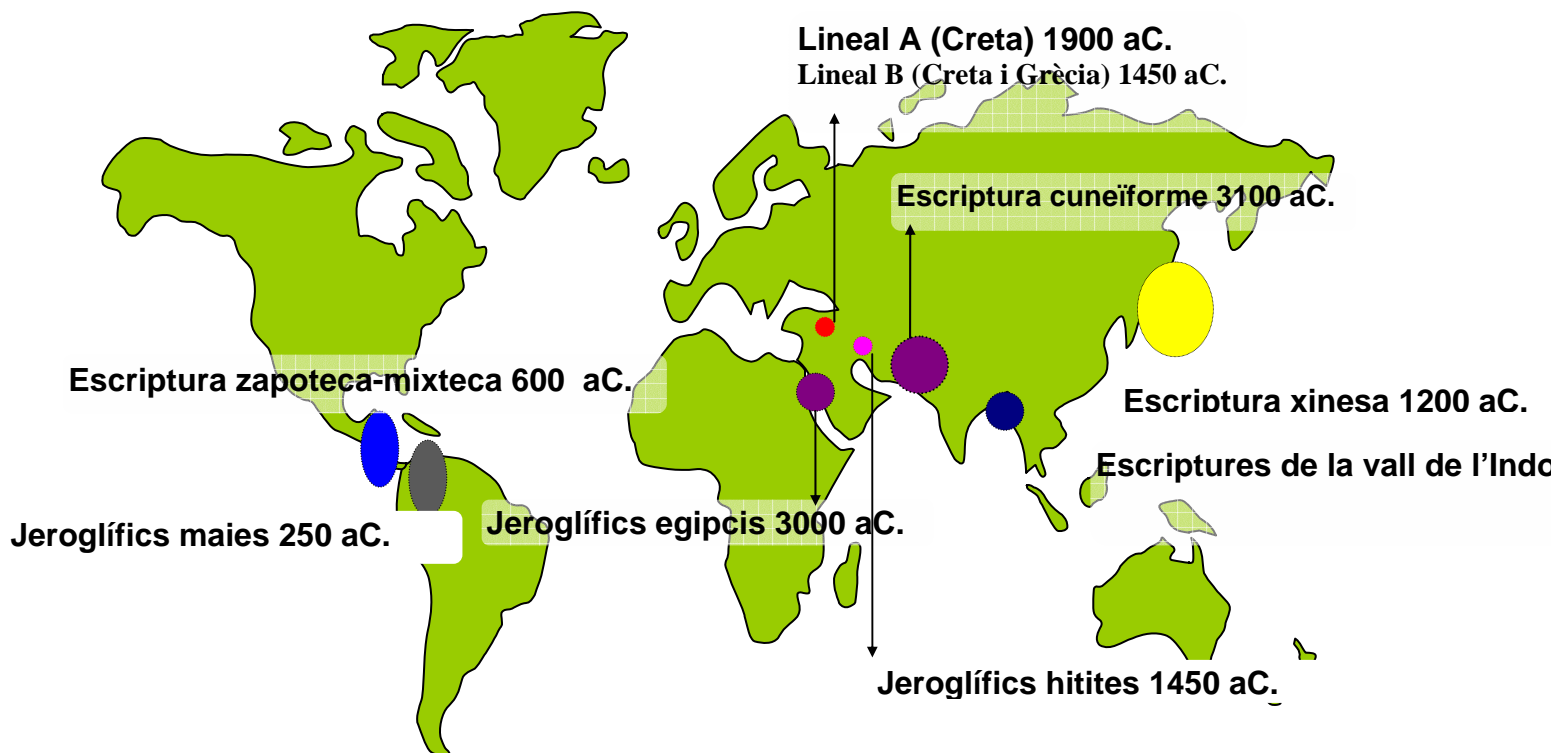 Lineal A (Creta) 1900 aC.
Lineal B (Creta i Grècia) 1450 aC.
Escriptura cuneïforme 3100 aC.
Escriptura zapoteca-mixteca 600 aC.
Escriptura xinesa 1200 aC.
Escriptures de la vall de l’Indo
Jeroglífics egipcis 3000 aC.
Jeroglífics maies 250 aC.
Jeroglífics hitites 1450 aC.